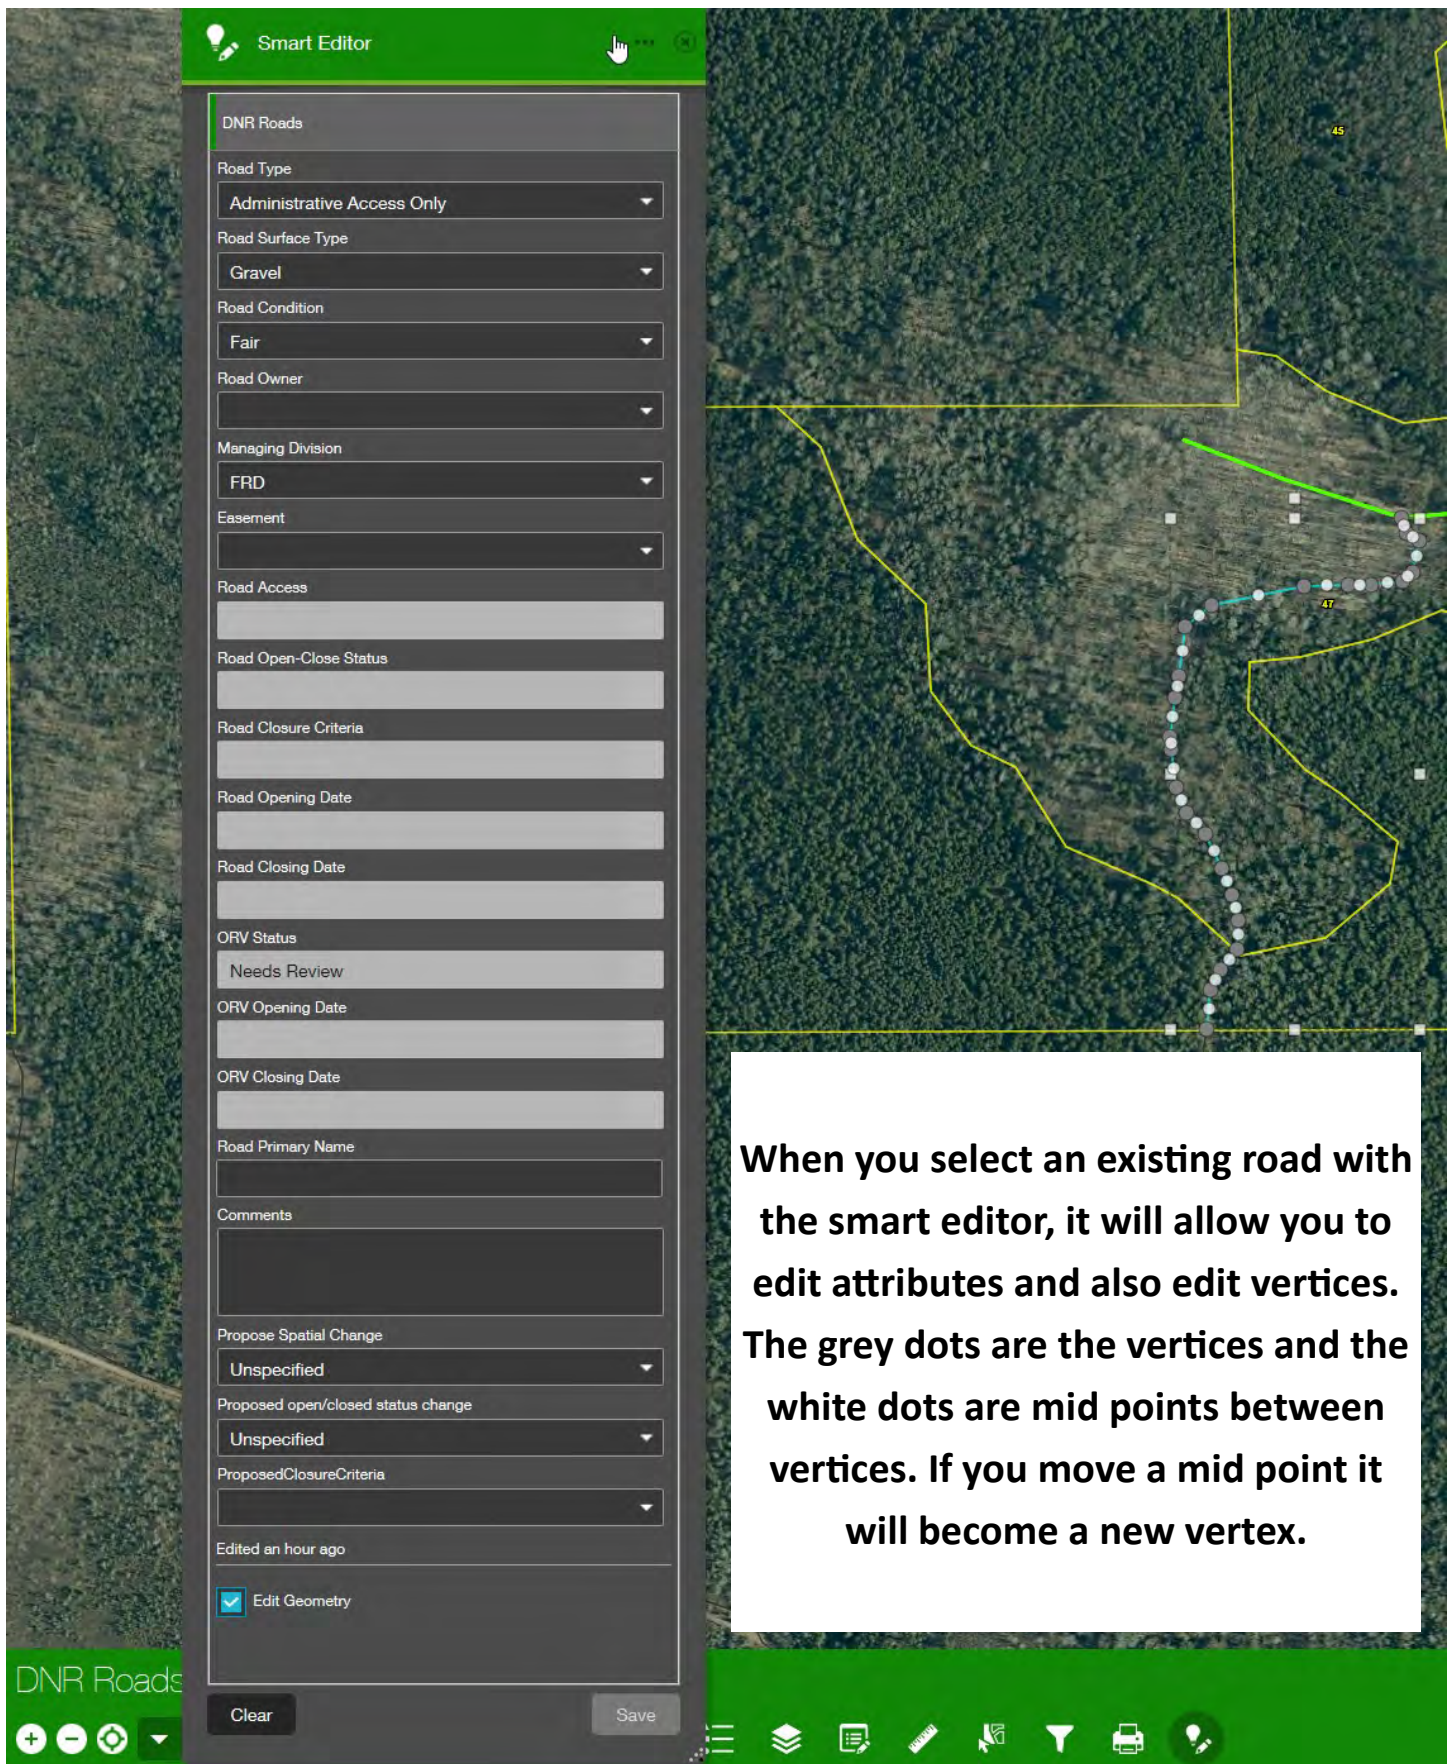 Smart Editor
DNR Roads
Road Type
Administrative Access Only
Road Surface Type
Gravel
Road Condition
Fair
Road Owner
Managing Division
FRD
Easement
Road Access
Road Open-Close Status
Road Closure Criteria
Road Opening Date
Road Closing Date
ORV Status
Needs Review
ORV Opening Date
ORV Closing Date
Road Primary Name
Comments
Propose Spatial Change
Unspecified
Proposed open/closed status change
Unspecified
ProposedClosureCriteria
Edited an hour ago
Edit Geometry
Clear
Save
45
47
When you select an existing road with
the smart editor, it will allow you to
edit attributes and also edit vertices.
The grey dots are the vertices and the
white dots are mid points between
vertices. If you move a mid point it
will become a new vertex.
DNR Roads